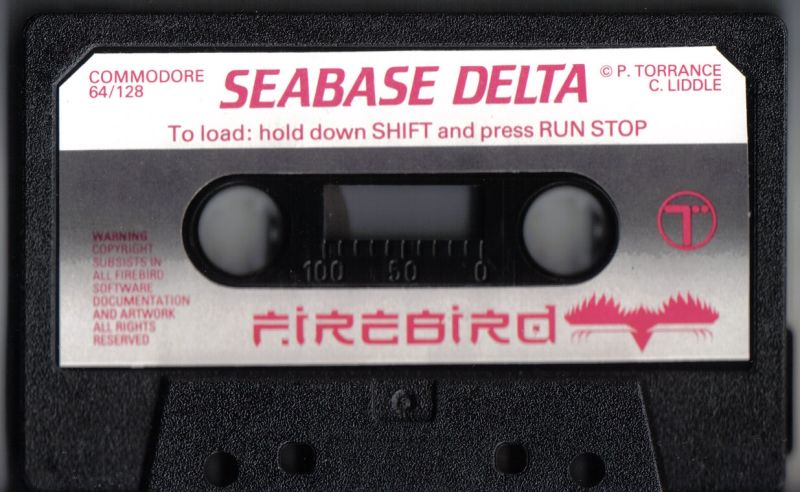 COMMODORE
64/128
SEABASE DELTA
© P. TORRANCE
C. LIDDLE
To load: hold down SHIFT and press RUN STOP
WARNING
COPYRIGHT
SUBSISTS IN
ALL FIREBIRD
SOFTWARE
DOCUMENTATION
AND ARTWORK
ALL RIGHTS
RESERVED
100 50 0
T
FIREBIRD